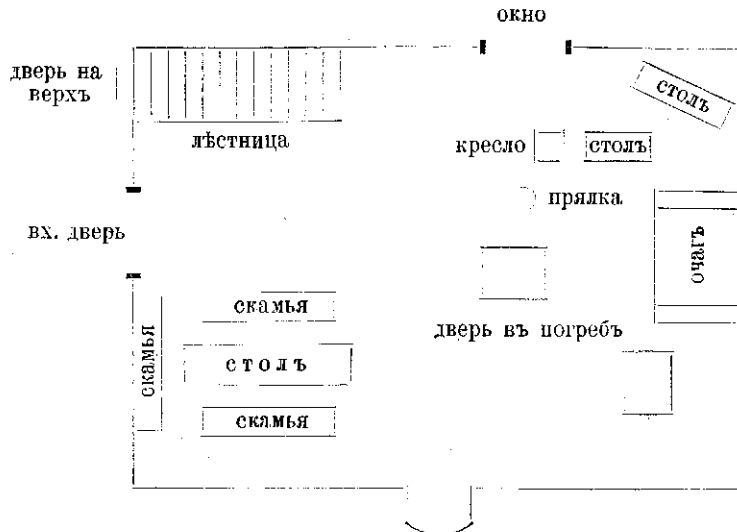 окно
дверь на
верхъ
столъ
лѣстница
кресло
столъ
прялка
вх. дверь
очагъ
скамья
дверь въ погребъ
скамья
столъ
скамья